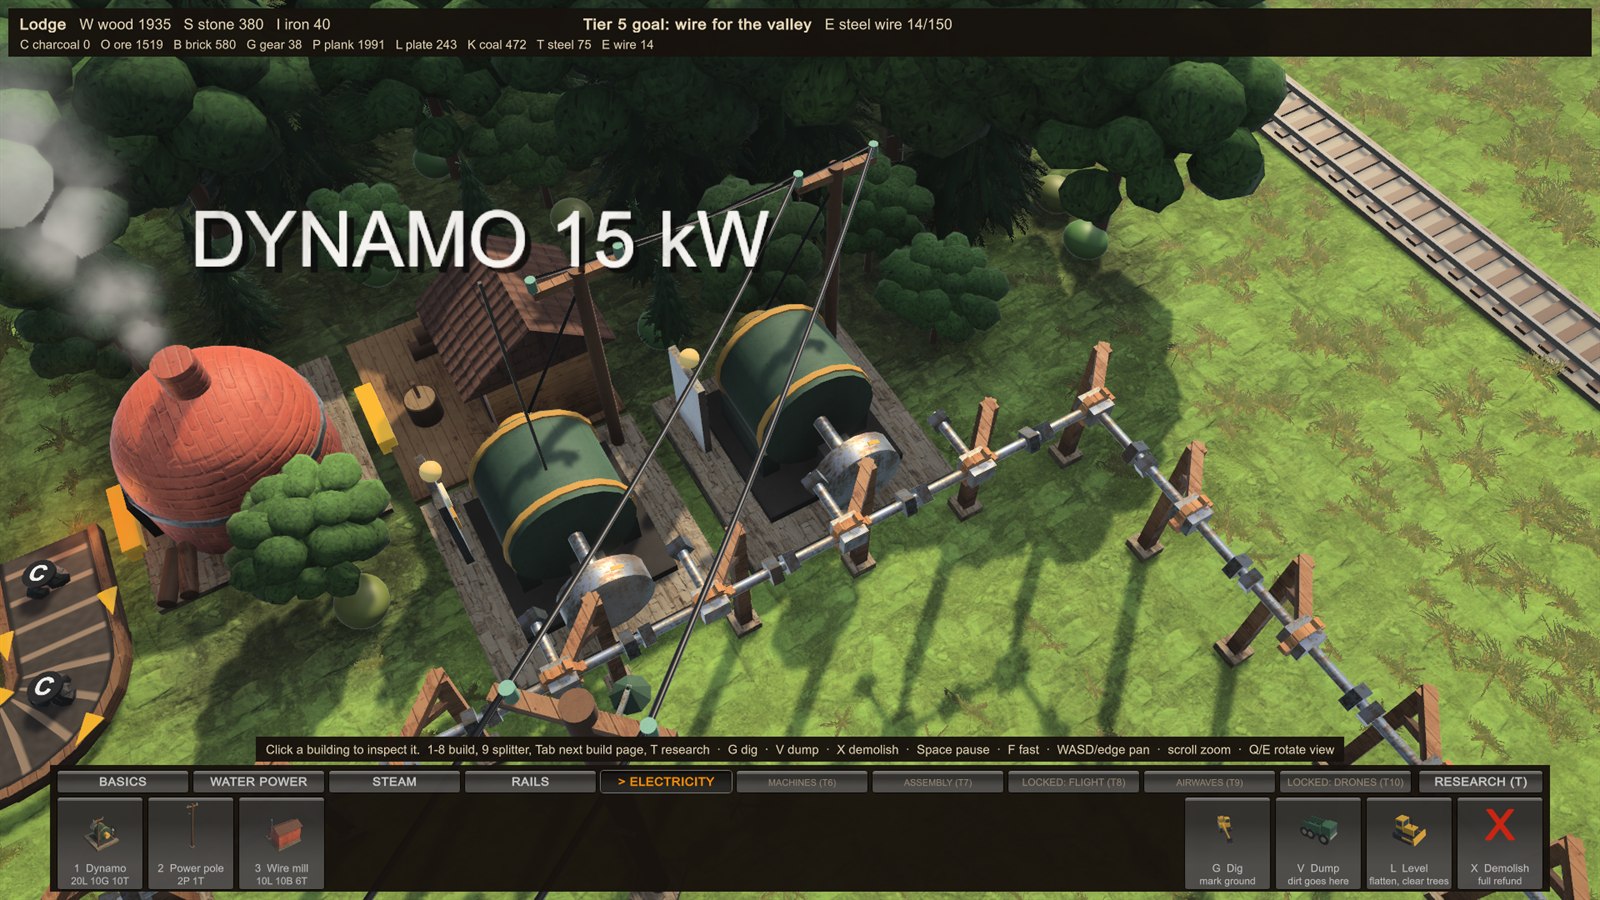 Lodge W wood 1935 S stone 380 I iron 40
Tier 5 goal: wire for the valley E steel wire 14/150
C charcoal 0 O ore 1519 B brick 580 G gear 38 P plank 1991 L plate 243 K coal 472 T steel 75 E wire 14
DYNAMO 15 kW
C
C
Click a building to inspect it. 1-8 build, 9 splitter, Tab next build page, T research · G dig · V dump · X demolish · Space pause · F fast · WASD/edge pan · scroll zoom · Q/E rotate view
BASICS
WATER POWER
STEAM
RAILS
> ELECTRICITY
MACHINES (T6)
ASSEMBLY (T7)
LOCKED: FLIGHT (T8)
AIRWAVES (T9)
LOCKED: DRONES (T10)
RESEARCH (T)
1 Dynamo
20L 10G 10T
2 Power pole
2P 1T
3 Wire mill
10L 10B 6T
G Dig
mark ground
V Dump
dirt goes here
L Level
flatten, clear trees
X
X Demolish
full refund